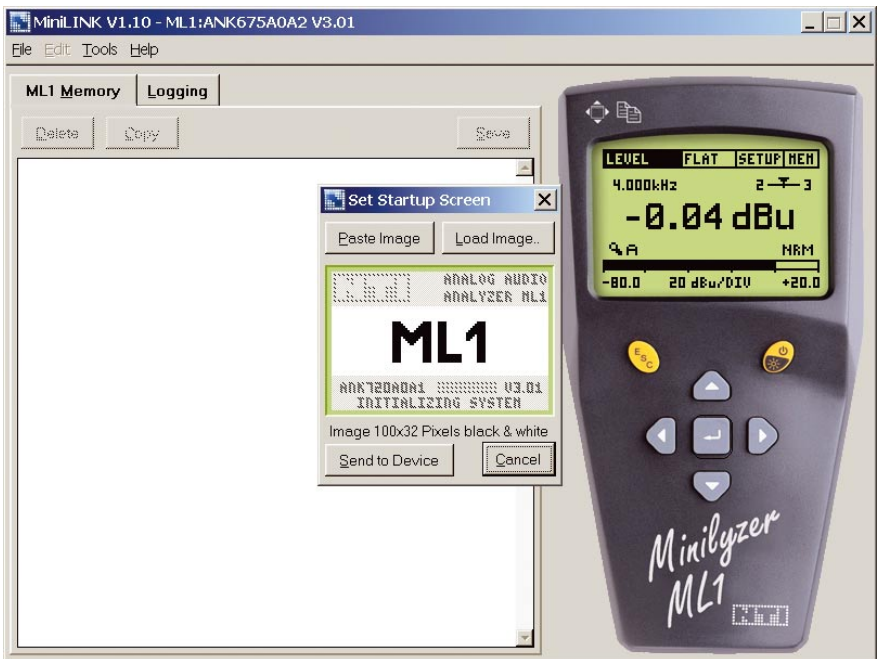 MiniLINK V1.10 - ML1:ANK675A0A2 V3.01
File Edit Tools Help
ML1 Memory Logging
Delete Copy Save
Set Startup Screen
Paste Image Load Image..
NTI
ANALOG AUDIO
ANALYZER ML1
ML1
ANK720A0A1 V3.01
INITIALIZING SYSTEM
Image 100x32 Pixels black & white
Send to Device Cancel
LEVEL FLAT SETUP MEM
4.000kHz 2 3
-0.04 dBu
A NRM
-80.0 20 dBu/DIV +20.0
ESC
Minilyzer
ML1
NTI